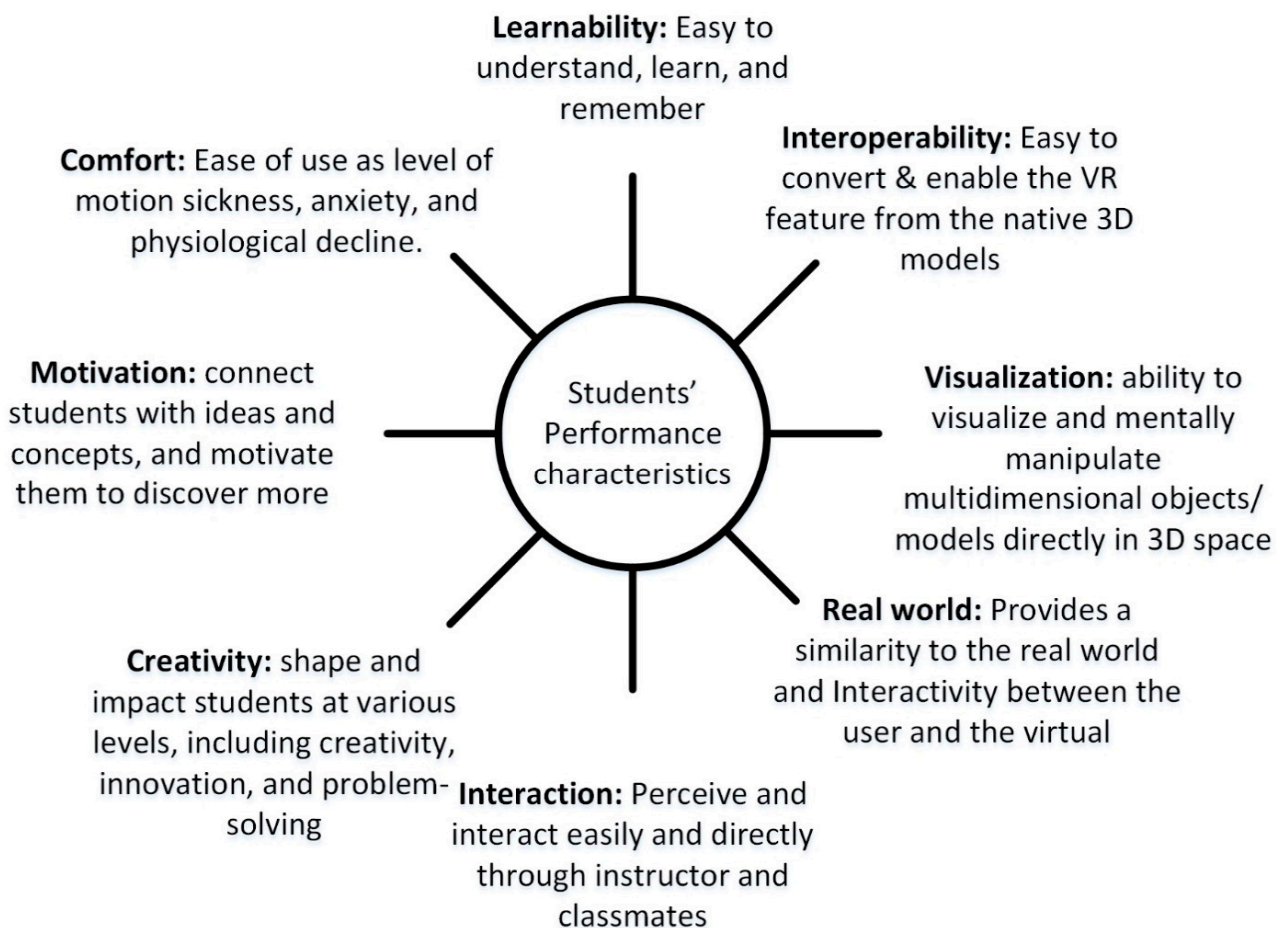 Learnability: Easy to
understand, learn, and
remember
Interoperability: Easy to
convert & enable the VR
feature from the native 3D
models
Visualization: ability to
visualize and mentally
manipulate
multidimensional objects/
models directly in 3D space
Real world: Provides a
similarity to the real world
and Interactivity between the
user and the virtual
Interaction: Perceive and
interact easily and directly
through instructor and
classmates
Creativity: shape and
impact students at various
levels, including creativity,
innovation, and problem-
solving
Motivation: connect
students with ideas and
concepts, and motivate
them to discover more
Comfort: Ease of use as level of
motion sickness, anxiety, and
physiological decline.
Students’
Performance
characteristics